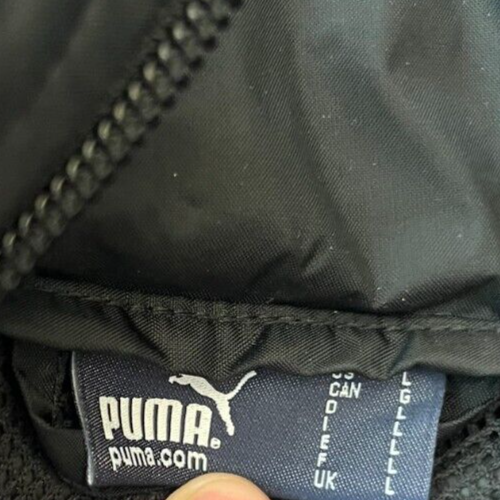 PUMA®
puma.com
US L
CAN G
D L
I L
E L
F L
UK L